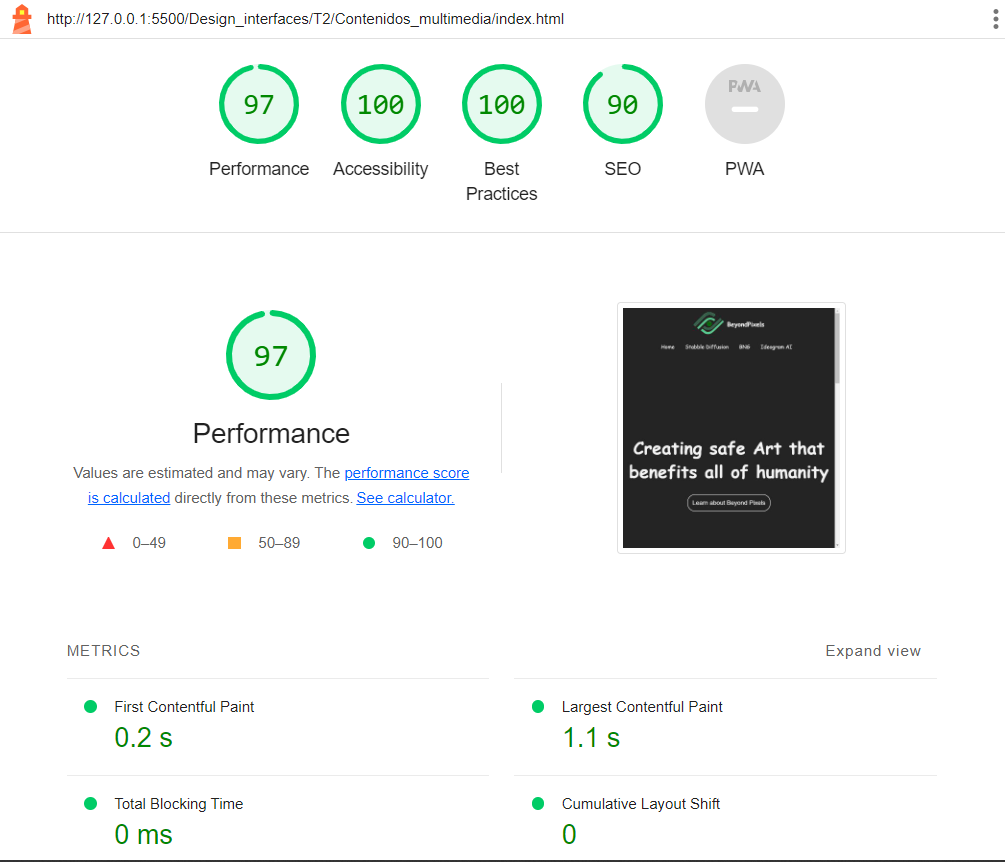 http://127.0.0.1:5500/Design_interfaces/T2/Contenidos_multimedia/index.html
97
100
100
90
PWA
Performance
Accessibility
Best
Practices
SEO
PWA
97
Performance
Values are estimated and may vary. The performance score
is calculated directly from these metrics. See calculator.
0–49
50–89
90–100
BeyondPixels
Home Stabble Diffusion BNG Ideogram AI
Creating safe Art that
benefits all of humanity
Learn about Beyond Pixels
METRICS
Expand view
First Contentful Paint
0.2 s
Largest Contentful Paint
1.1 s
Total Blocking Time
0 ms
Cumulative Layout Shift
0